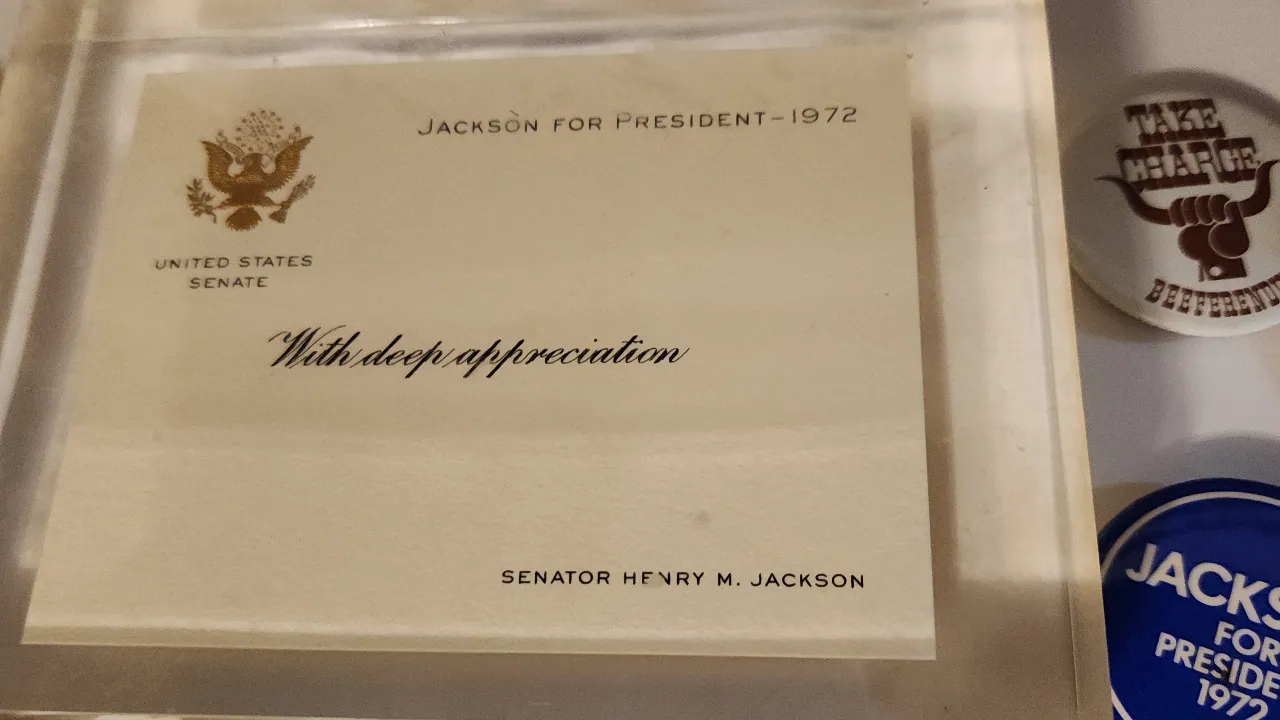 JACKSON FOR PRESIDENT-1972
UNITED STATES
SENATE
With deep appreciation
SENATOR HENRY M. JACKSON
TAKE
CHARGE
JACKS
FOR
PRESIDE
1972